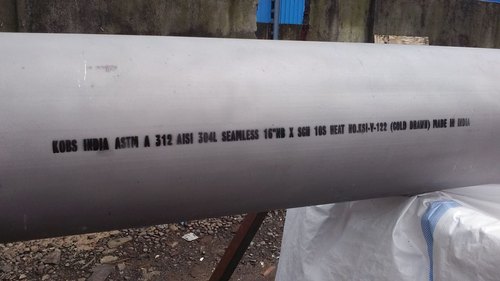 KOBS INDIA ASTM A 312 AISI 304L SEAMLESS 16"NB X SCH 10S HEAT NO.KSI-Y-122 (COLD DRAWN) MADE IN INDIA